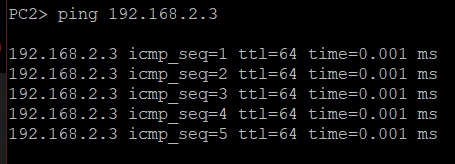 PC2> ping 192.168.2.3
192.168.2.3 icmp_seq=1 ttl=64 time=0.001 ms
192.168.2.3 icmp_seq=2 ttl=64 time=0.001 ms
192.168.2.3 icmp_seq=3 ttl=64 time=0.001 ms
192.168.2.3 icmp_seq=4 ttl=64 time=0.001 ms
192.168.2.3 icmp_seq=5 ttl=64 time=0.001 ms